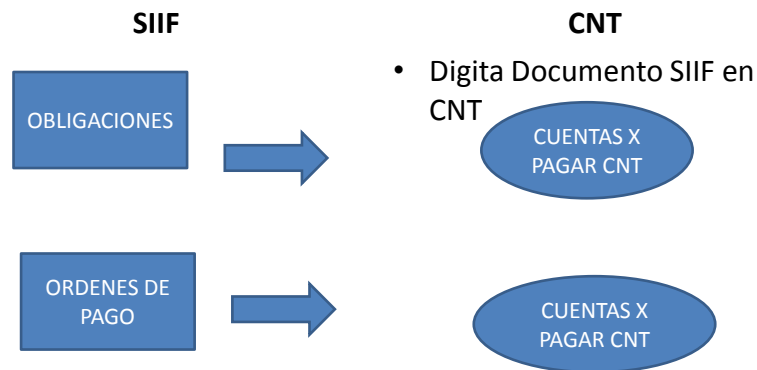 SIIF
CNT
• Digita Documento SIIF en
CNT
OBLIGACIONES
CUENTAS X
PAGAR CNT
ORDENES DE
PAGO
CUENTAS X
PAGAR CNT